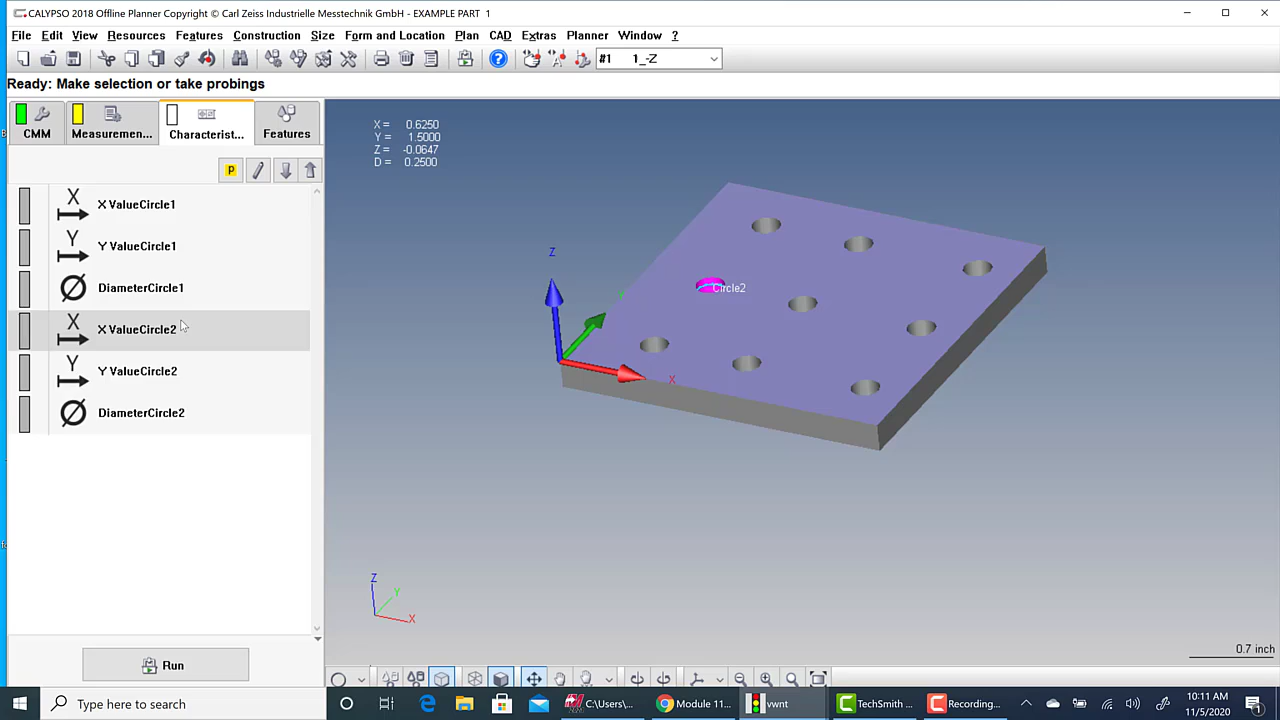 CALYPSO 2018 Offline Planner Copyright © Carl Zeiss Industrielle Messtechnik GmbH - EXAMPLE PART 1
File Edit View Resources Features Construction Size Form and Location Plan CAD Extras Planner Window ?
#1 1_-Z
Ready: Make selection or take probings
CMM Measuremen... Characterist... Features
P
X X ValueCircle1
Y Y ValueCircle1
DiameterCircle1
X X ValueCircle2
Y Y ValueCircle2
DiameterCircle2
Run
X = 0.6250
Y = 1.5000
Z = -0.0647
D = 0.2500
Z
Y
Circle2
X
Z
Y
X
0.7 inch
Type here to search
C:\Users\...
Module 11...
vwnt
TechSmith ...
Recording...
10:11 AM
11/5/2020
1